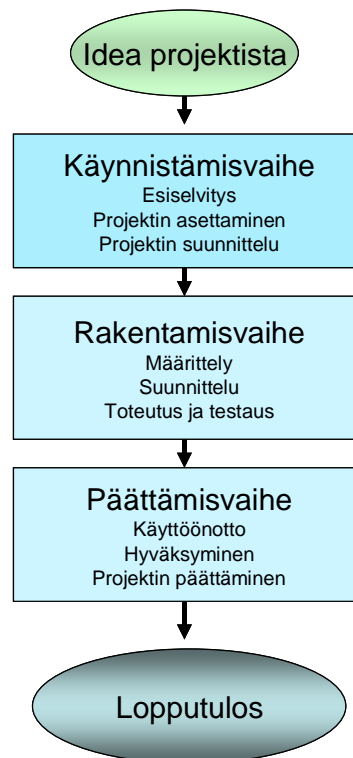 Idea projektista
Käynnistämisvaihe
Esiselvitys
Projektin asettaminen
Projektin suunnittelu
Rakentamisvaihe
Määrittely
Suunnittelu
Toteutus ja testaus
Päättämisvaihe
Käyttöönotto
Hyväksyminen
Projektin päättäminen
Lopputulos